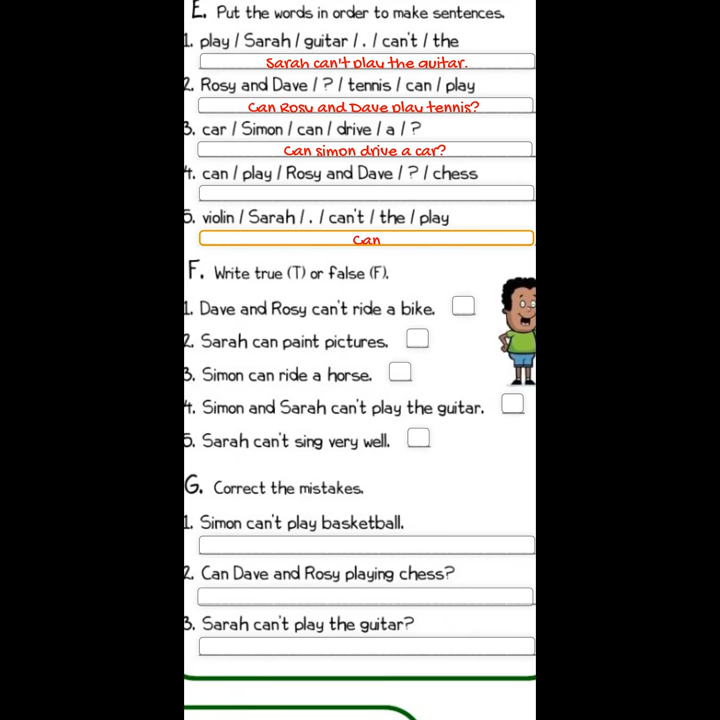 E. Put the words in order to make sentences.
1. play / Sarah / guitar / . / can't / the
Sarah can't play the guitar.
2. Rosy and Dave / ? / tennis / can / play
Can Rosy and Dave play tennis?
3. car / Simon / can / drive / a / ?
Can simon drive a car?
4. can / play / Rosy and Dave / ? / chess
5. violin / Sarah / . / can't / the / play
Can
F. Write true (T) or false (F).
1. Dave and Rosy can't ride a bike.
2. Sarah can paint pictures.
3. Simon can ride a horse.
4. Simon and Sarah can't play the guitar.
5. Sarah can't sing very well.
G. Correct the mistakes.
1. Simon can't play basketball.
2. Can Dave and Rosy playing chess?
3. Sarah can't play the guitar?